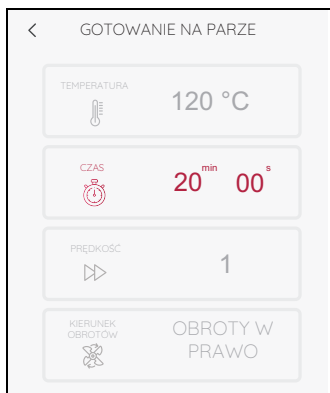 GOTOWANIE NA PARZE
TEMPERATURA
120 °C
CZAS
20 min 00 s
PRĘDKOŚĆ
1
KIERUNEK
OBROTÓW
OBROTY W
PRAWO